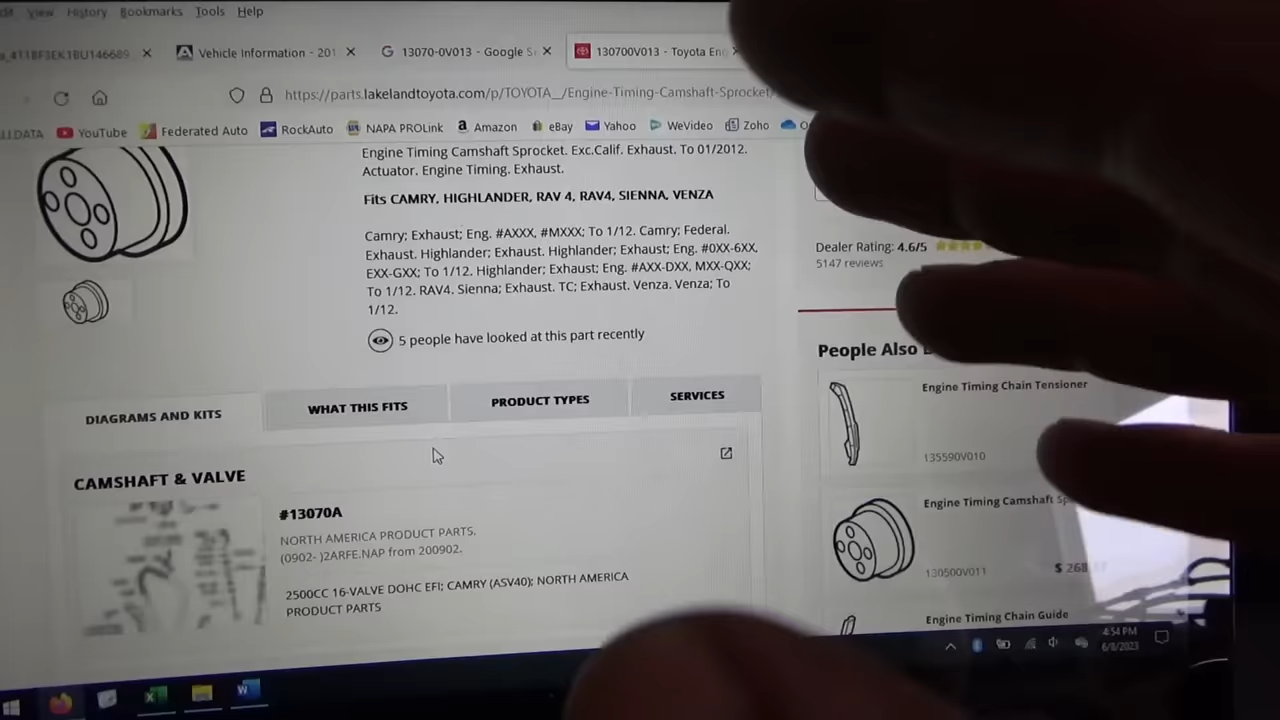 View History Bookmarks Tools Help
4T1BF3EK1BU146689 Vehicle Information - 201 13070-0V013 - Google S 130700V013 - Toyota En
https://parts.lakelandtoyota.com/p/TOYOTA__/Engine-Timing-Camshaft-Sprocket/
LLDATA YouTube Federated Auto RockAuto NAPA PROLink Amazon eBay Yahoo WeVideo Zoho O
Engine Timing Camshaft Sprocket. Exc.Calif. Exhaust. To 01/2012.
Actuator. Engine Timing. Exhaust.
Fits CAMRY, HIGHLANDER, RAV 4, RAV4, SIENNA, VENZA
Camry; Exhaust; Eng. #AXXX, #MXXX; To 1/12. Camry; Federal.
Exhaust. Highlander; Exhaust. Highlander; Exhaust; Eng. #0XX-6XX,
EXX-GXX; To 1/12. Highlander; Exhaust; Eng. #AXX-DXX, MXX-QXX;
To 1/12. RAV4. Sienna; Exhaust. TC; Exhaust. Venza. Venza; To
1/12.
5 people have looked at this part recently
DIAGRAMS AND KITS WHAT THIS FITS PRODUCT TYPES SERVICES
CAMSHAFT & VALVE
#13070A
NORTH AMERICA PRODUCT PARTS.
(0902- )2ARFE.NAP from 200902.
2500CC 16-VALVE DOHC EFI; CAMRY (ASV40); NORTH AMERICA
PRODUCT PARTS
Dealer Rating: 4.6/5
5147 reviews
People Also
Engine Timing Chain Tensioner
135590V010
Engine Timing Camshaft Sp
130500V011 $ 268
Engine Timing Chain Guide
4:54 PM
6/8/2023